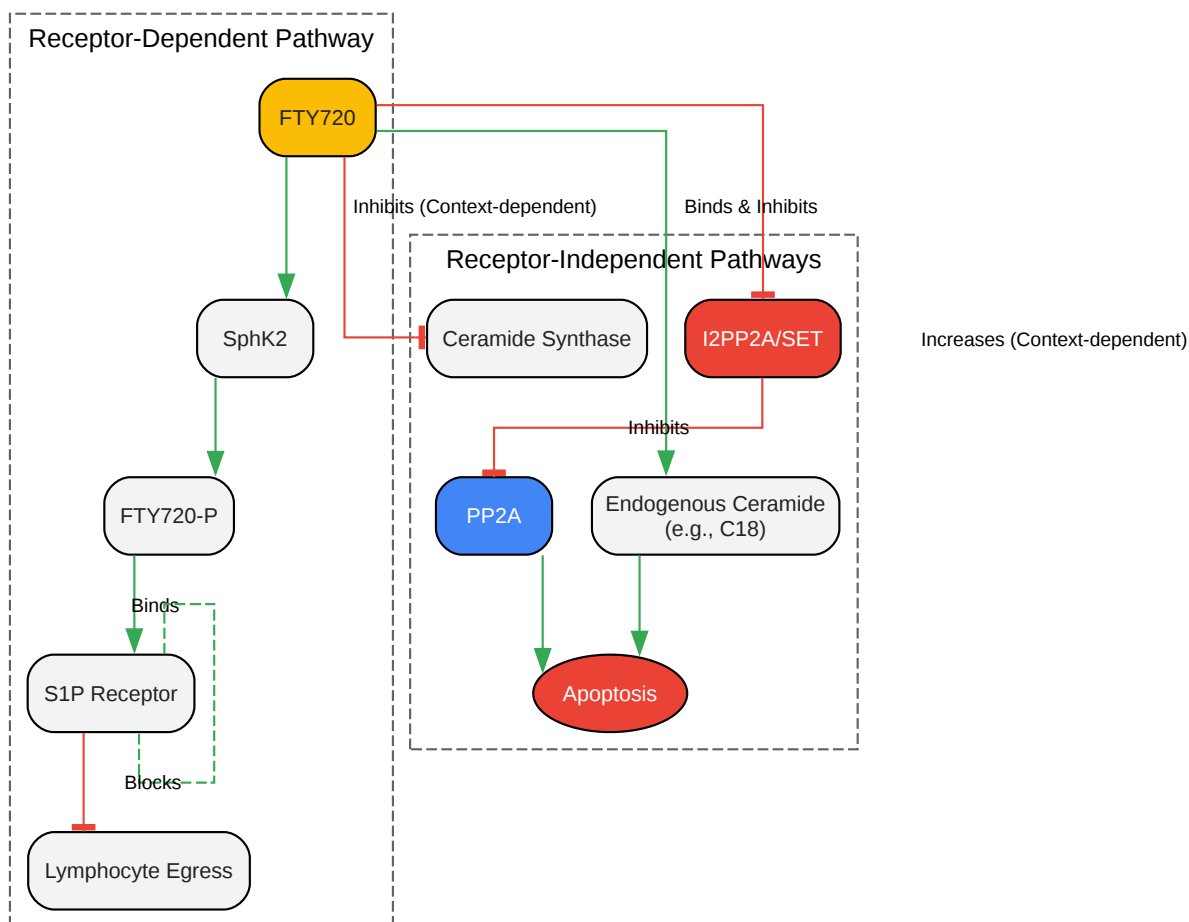 Receptor-Dependent Pathway
FTY720
Inhibits (Context-dependent)
Binds & Inhibits
Receptor-Independent Pathways
SphK2
Ceramide Synthase
I2PP2A/SET
Increases (Context-dependent)
Inhibits
FTY720-P
PP2A
Endogenous Ceramide
(e.g., C18)
Binds
S1P Receptor
Apoptosis
Blocks
Lymphocyte Egress